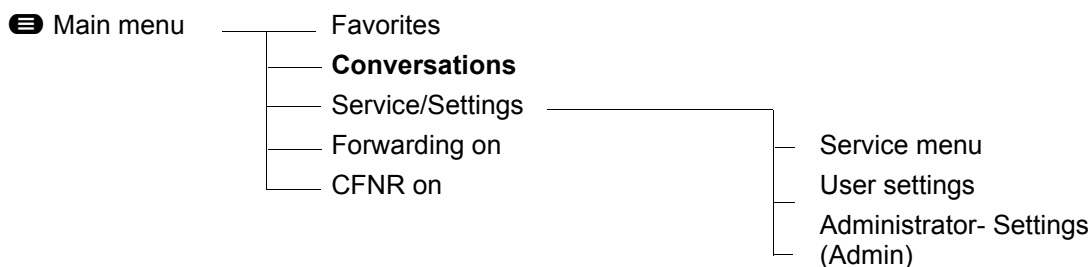 Main menu
Favorites
Conversations
Service/Settings
Forwarding on
CFNR on
Service menu
User settings
Administrator- Settings
(Admin)